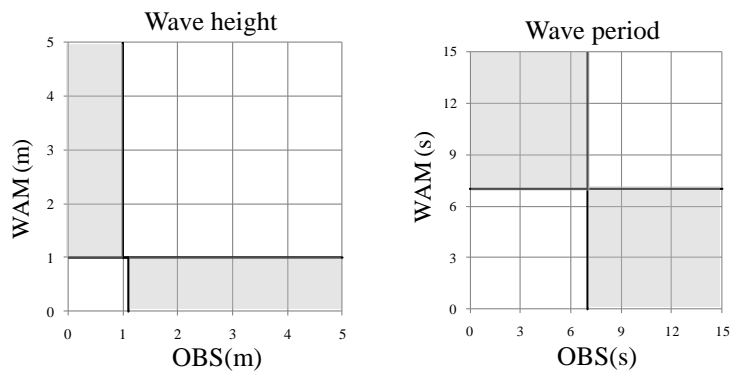 Wave height
5
4
3
2
1
0
WAM (m)
0 1 2 3 4 5
OBS(m)
Wave period
15
12
9
6
3
0
WAM (s)
0 3 6 9 12 15
OBS(s)